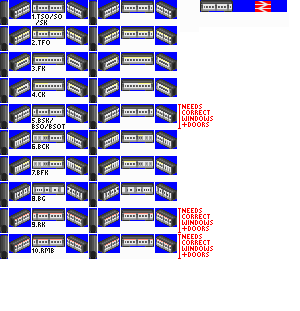 1.TSO/SO
/SK
2.TFO
3.FK
4.CK
5.BSK/
BSO/BSOT
NEEDS
CORRECT
WINDOWS
+DOORS
6.BCK
7.BFK
8.BG
9.RK
NEEDS
CORRECT
WINDOWS
+DOORS
10.RMB
NEEDS
CORRECT
WINDOWS
+DOORS